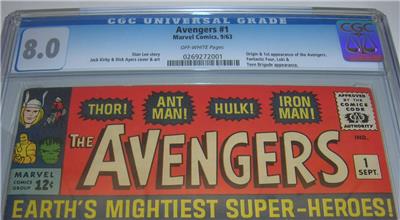 CGC UNIVERSAL GRADE
8.0
Avengers #1
Marvel Comics, 9/63
OFF-WHITE Pages
Stan Lee story
Jack Kirby & Dick Ayers cover & art
0269272001
Origin & 1st appearance of the Avengers.
Fantastic Four, Loki &
Teen Brigade appearance.
CGC
THOR!
ANT MAN!
HULK!
IRON MAN!
APPROVED
BY THE
COMICS
CODE
AUTHORITY
MARVEL
COMICS
GROUP
12¢
IND.
THE AVENGERS
1
SEPT.
EARTH'S MIGHTIEST SUPER-HEROES!